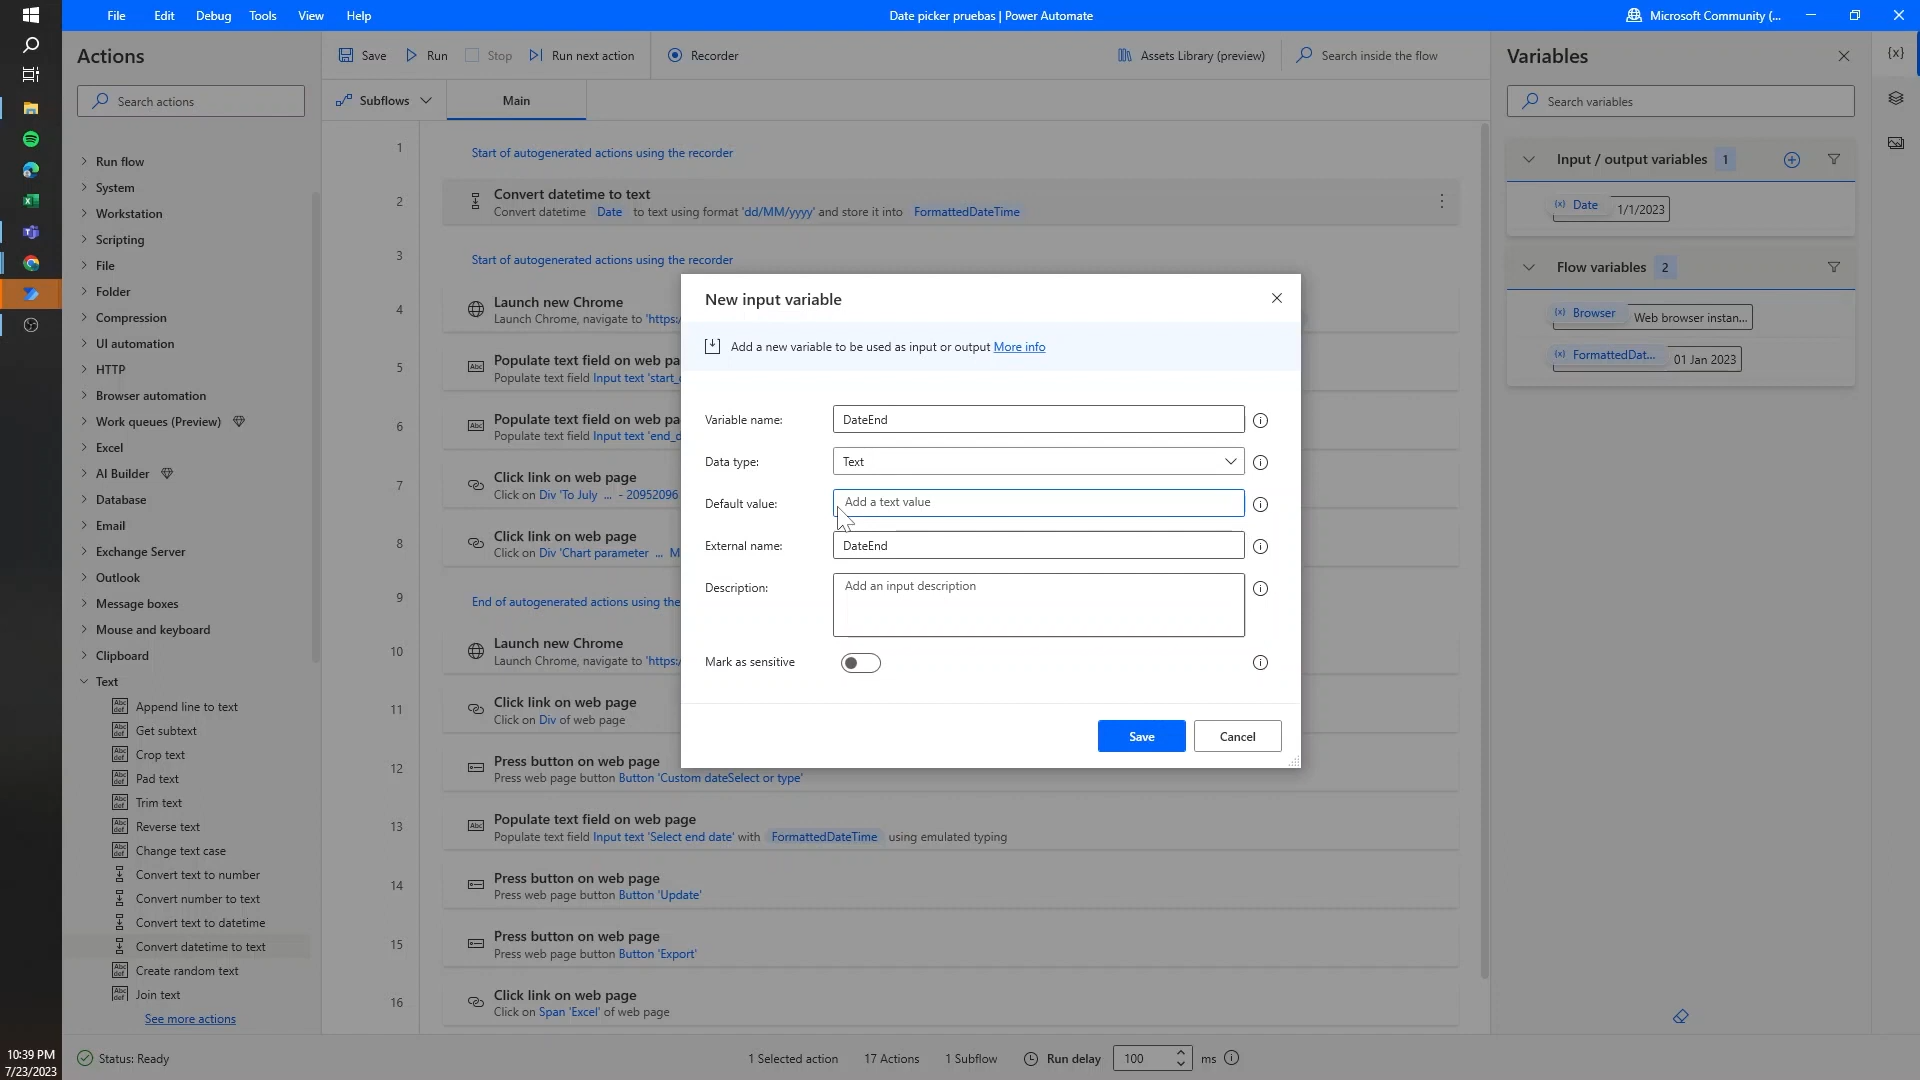 File Edit Debug Tools View Help
Date picker pruebas | Power Automate
Microsoft Community (...
Actions
Search actions
Run flow
System
Workstation
Scripting
File
Folder
Compression
UI automation
HTTP
Browser automation
Work queues (Preview)
Excel
AI Builder
Database
Email
Exchange Server
Outlook
Message boxes
Mouse and keyboard
Clipboard
Text
Append line to text
Get subtext
Crop text
Pad text
Trim text
Reverse text
Change text case
Convert text to number
Convert number to text
Convert text to datetime
Convert datetime to text
Create random text
Join text
See more actions
Save Run Stop Run next action Recorder
Assets Library (preview) Search inside the flow
Subflows Main
1 Start of autogenerated actions using the recorder
2 Convert datetime to text
Convert datetime Date to text using format 'dd/MM/yyyy' and store it into FormattedDateTime
3 Start of autogenerated actions using the recorder
4 Launch new Chrome
Launch Chrome, navigate to 'https:/
5 Populate text field on web pa
Populate text field Input text 'start_
6 Populate text field on web pa
Populate text field Input text 'end_d
7 Click link on web page
Click on Div 'To July ... - 20952096
8 Click link on web page
Click on Div 'Chart parameter ... M
9 End of autogenerated actions using the
10 Launch new Chrome
Launch Chrome, navigate to 'https:/
11 Click link on web page
Click on Div of web page
12 Press button on web page
Press web page button Button 'Custom dateSelect or type'
13 Populate text field on web page
Populate text field Input text 'Select end date' with FormattedDateTime using emulated typing
14 Press button on web page
Press web page button Button 'Update'
15 Press button on web page
Press web page button Button 'Export'
16 Click link on web page
Click on Span 'Excel' of web page
New input variable
Add a new variable to be used as input or output More info
Variable name: DateEnd
Data type: Text
Default value: Add a text value
External name: DateEnd
Description: Add an input description
Mark as sensitive
Save Cancel
Variables
{x}
Search variables
Input / output variables 1
(x) Date 1/1/2023
Flow variables 2
(x) Browser Web browser instan...
(x) FormattedDat... 01 Jan 2023
Status: Ready
1 Selected action 17 Actions 1 Subflow Run delay 100 ms
10:39 PM
7/23/2023